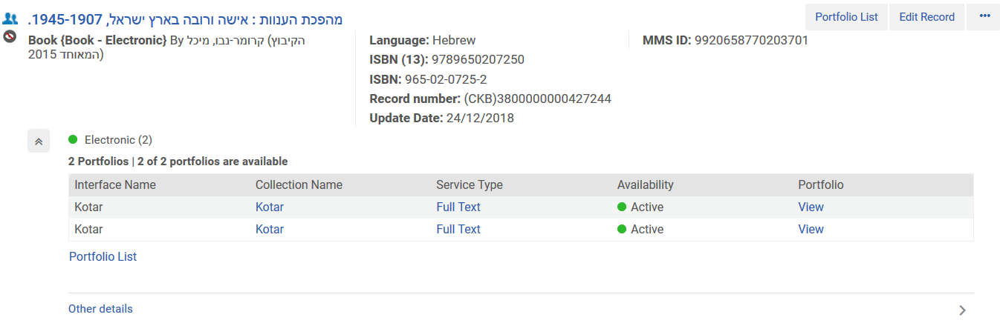 מהפכת הענוות : אישה ורובה בארץ ישראל, 1945-1907.
Portfolio List
Edit Record
Book {Book - Electronic} By קרומר-נבו, מיכל (הקיבוץ
המאוחד 2015)
Language: Hebrew
ISBN (13): 9789650207250
ISBN: 965-02-0725-2
Record number: (CKB)3800000000427244
Update Date: 24/12/2018
MMS ID: 9920658770203701
Electronic (2)
2 Portfolios | 2 of 2 portfolios are available
Interface Name Collection Name Service Type Availability Portfolio
Kotar Kotar Full Text Active View
Kotar Kotar Full Text Active View
Portfolio List
Other details